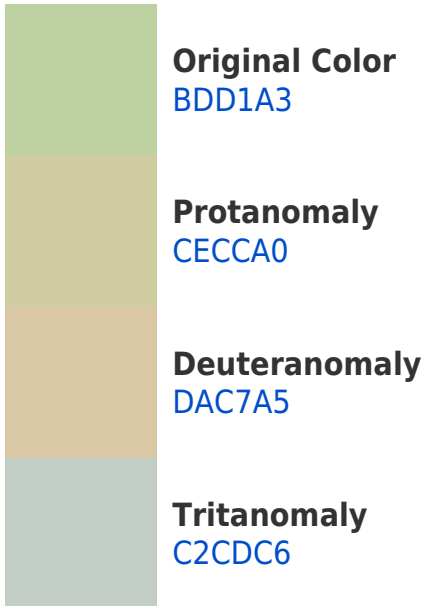 Original Color
BDD1A3
Protanomaly
CECCA0
Deuteranomaly
DAC7A5
Tritanomaly
C2CDC6